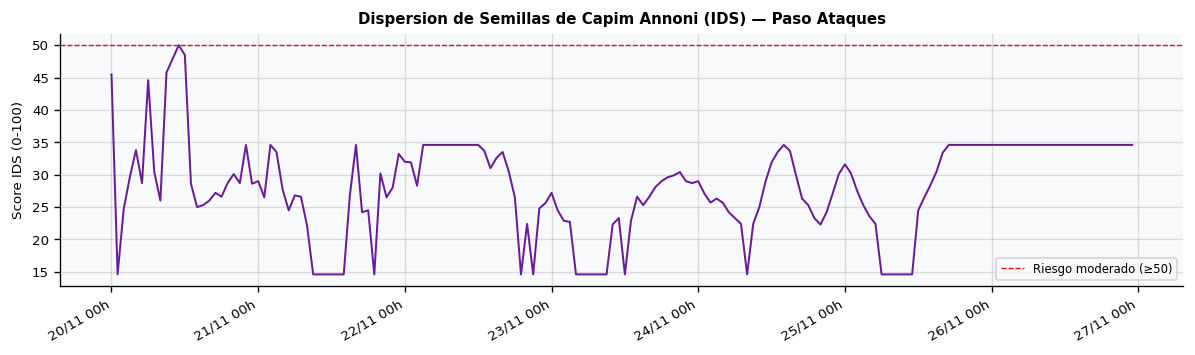 Dispersion de Semillas de Capim Annoni (IDS) — Paso Ataques
Score IDS (0-100)
50
45
40
35
30
25
20
15
Riesgo moderado (≥50)
20/11 00h
21/11 00h
22/11 00h
23/11 00h
24/11 00h
25/11 00h
26/11 00h
27/11 00h